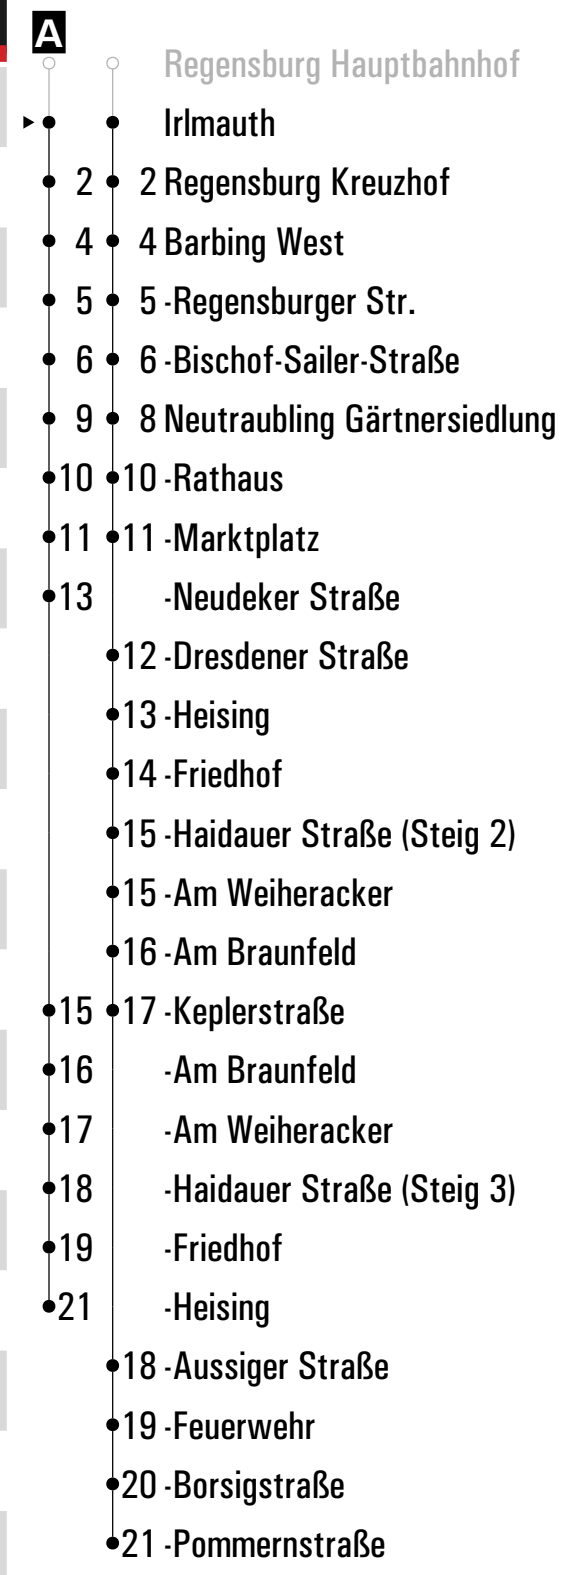 A
Regensburg Hauptbahnhof
Irlmauth
2 2 Regensburg Kreuzhof
4 4 Barbing West
5 5 -Regensburger Str.
6 6 -Bischof-Sailer-Straße
9 8 Neutraubling Gärtnersiedlung
10 10 -Rathaus
11 11 -Marktplatz
13 -Neudeker Straße
12 -Dresdener Straße
13 -Heising
14 -Friedhof
15 -Haidauer Straße (Steig 2)
15 -Am Weiheracker
16 -Am Braunfeld
15 17 -Keplerstraße
16 -Am Braunfeld
17 -Am Weiheracker
18 -Haidauer Straße (Steig 3)
19 -Friedhof
21 -Heising
18 -Aussiger Straße
19 -Feuerwehr
20 -Borsigstraße
21 -Pommernstraße